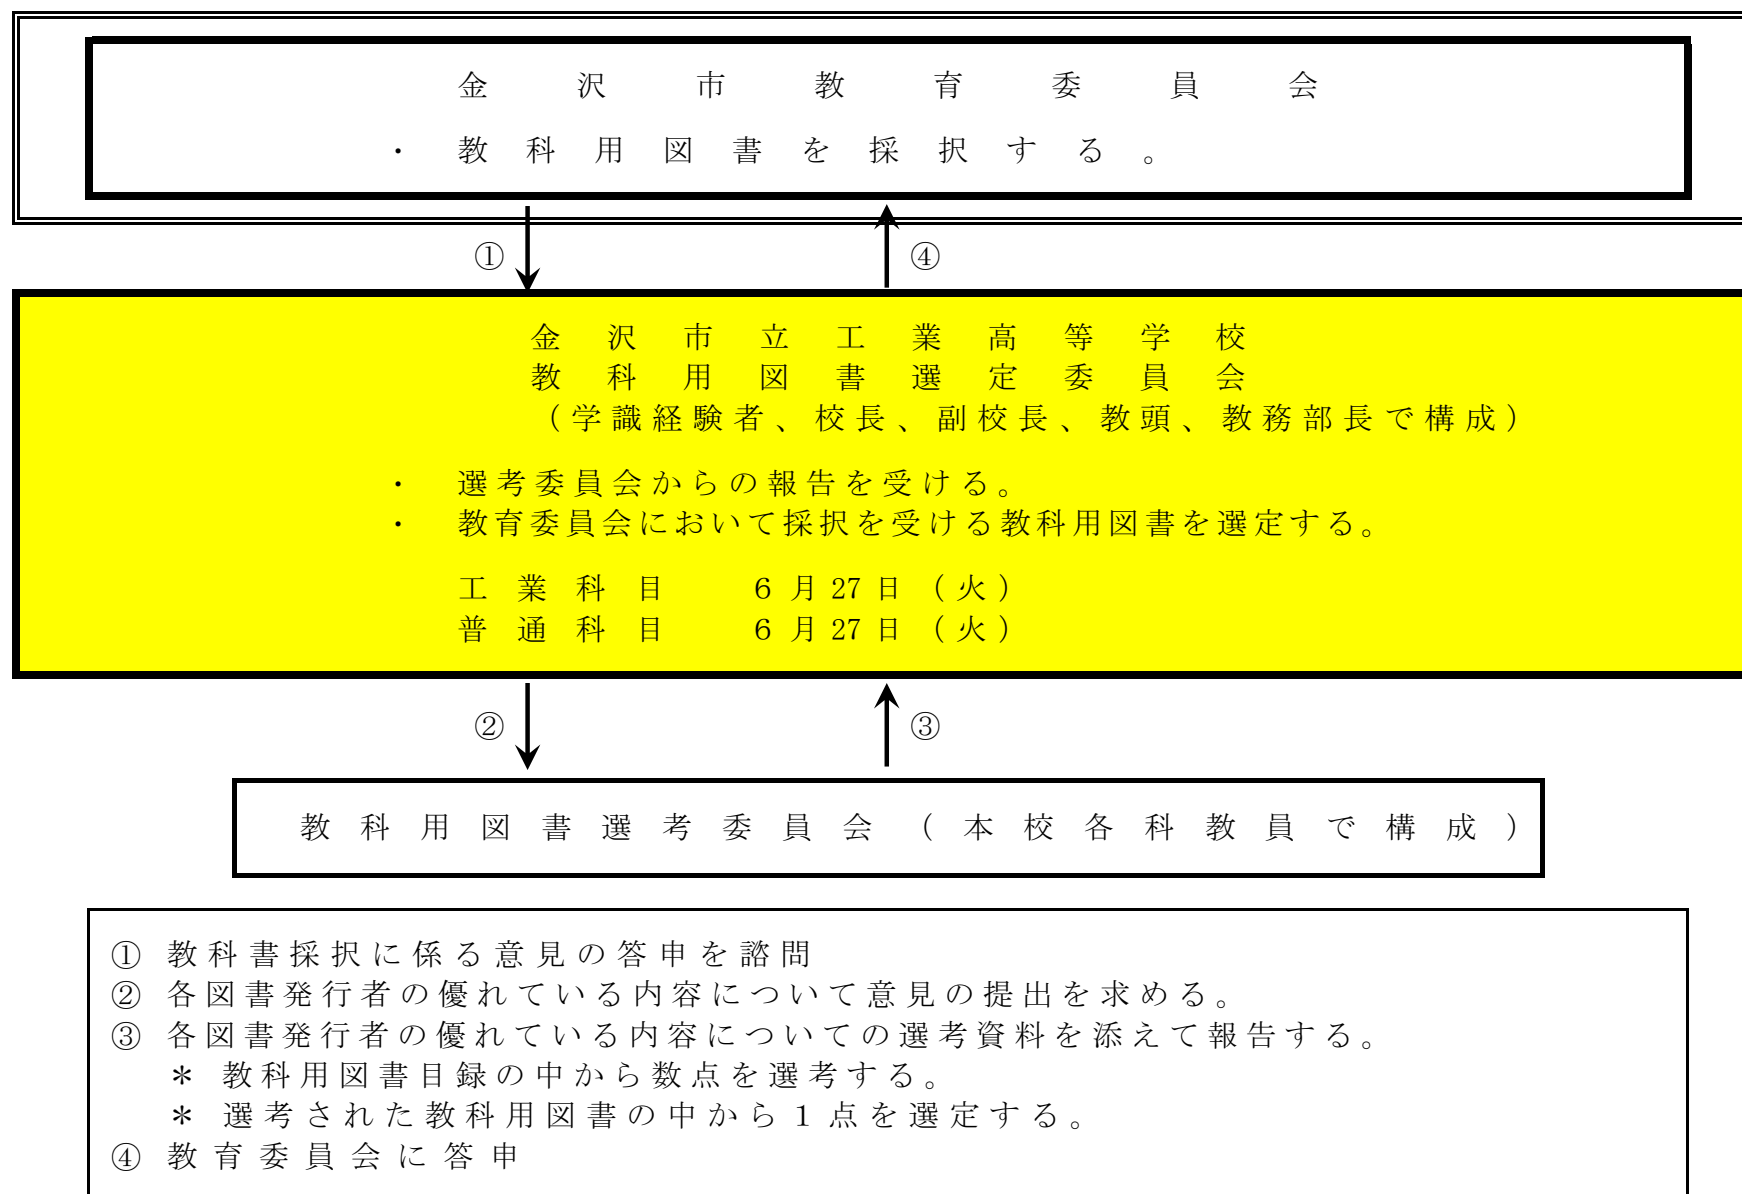 金沢市教育委員会
・ 教科用図書を採択する。
① ④
金沢市立工業高等学校
教科用図書選定委員会
（学識経験者、校長、副校長、教頭、教務部長で構成）
・ 選考委員会からの報告を受ける。
・ 教育委員会において採択を受ける教科用図書を選定する。
工業科目 ６月27日（火）
普通科目 ６月27日（火）
② ③
教科用図書選考委員会（本校各科教員で構成）
① 教科書採択に係る意見の答申を諮問
② 各図書発行者の優れている内容について意見の提出を求める。
③ 各図書発行者の優れている内容についての選考資料を添えて報告する。
＊ 教科用図書目録の中から数点を選考する。
＊ 選考された教科用図書の中から１点を選定する。
④ 教育委員会に答申